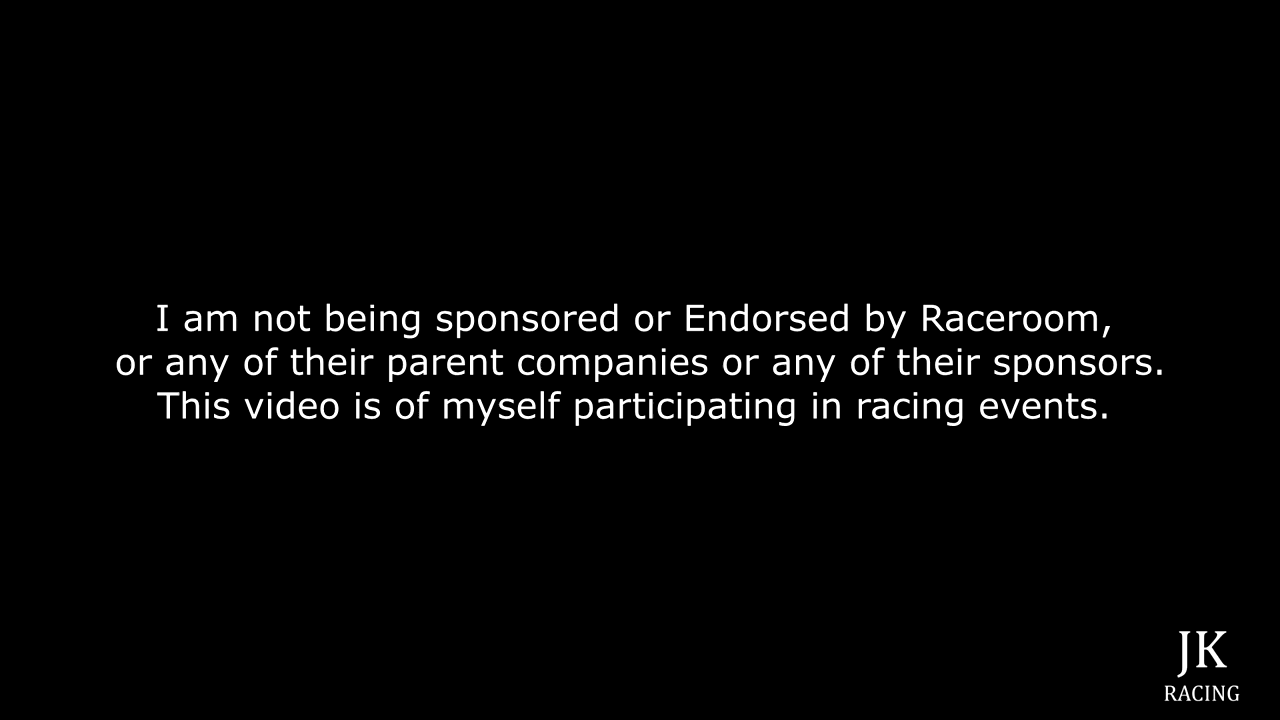 I am not being sponsored or Endorsed by Raceroom,
or any of their parent companies or any of their sponsors.
This video is of myself participating in racing events.
JK
RACING